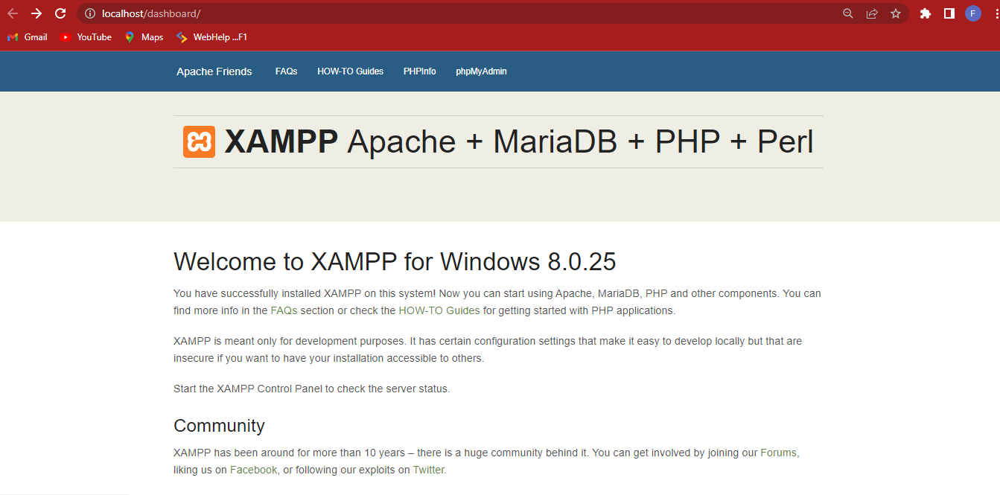 localhost/dashboard/
F
Gmail YouTube Maps WebHelp ...F1
Apache Friends FAQs HOW-TO Guides PHPInfo phpMyAdmin
XAMPP Apache + MariaDB + PHP + Perl
Welcome to XAMPP for Windows 8.0.25
You have successfully installed XAMPP on this system! Now you can start using Apache, MariaDB, PHP and other components. You can
find more info in the FAQs section or check the HOW-TO Guides for getting started with PHP applications.
XAMPP is meant only for development purposes. It has certain configuration settings that make it easy to develop locally but that are
insecure if you want to have your installation accessible to others.
Start the XAMPP Control Panel to check the server status.
Community
XAMPP has been around for more than 10 years – there is a huge community behind it. You can get involved by joining our Forums,
liking us on Facebook, or following our exploits on Twitter.